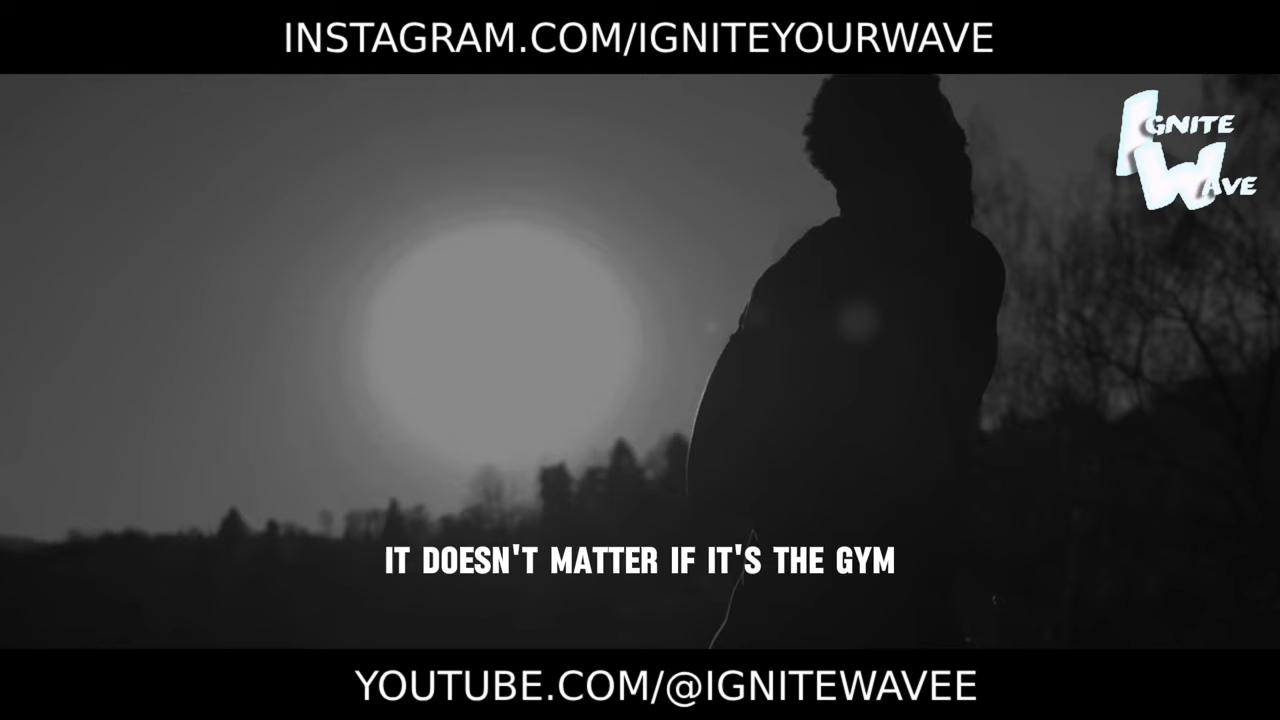 INSTAGRAM.COM/IGNITEYOURWAVE
IGNITE
WAVE
IT DOESN'T MATTER IF IT'S THE GYM
YOUTUBE.COM/@IGNITEWAVEE